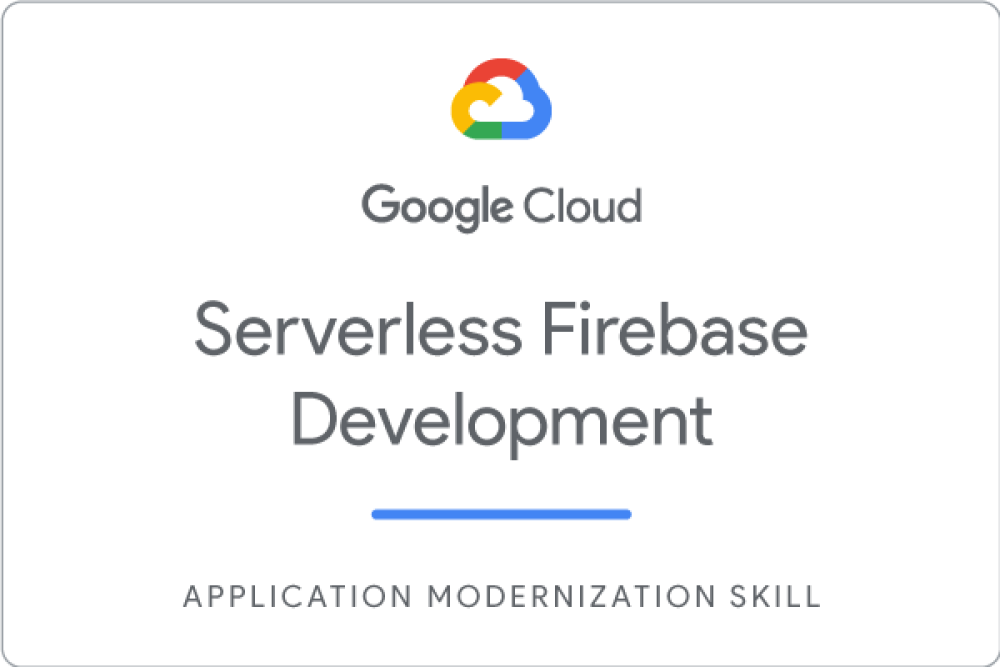 Google Cloud
Serverless Firebase
Development
APPLICATION MODERNIZATION SKILL